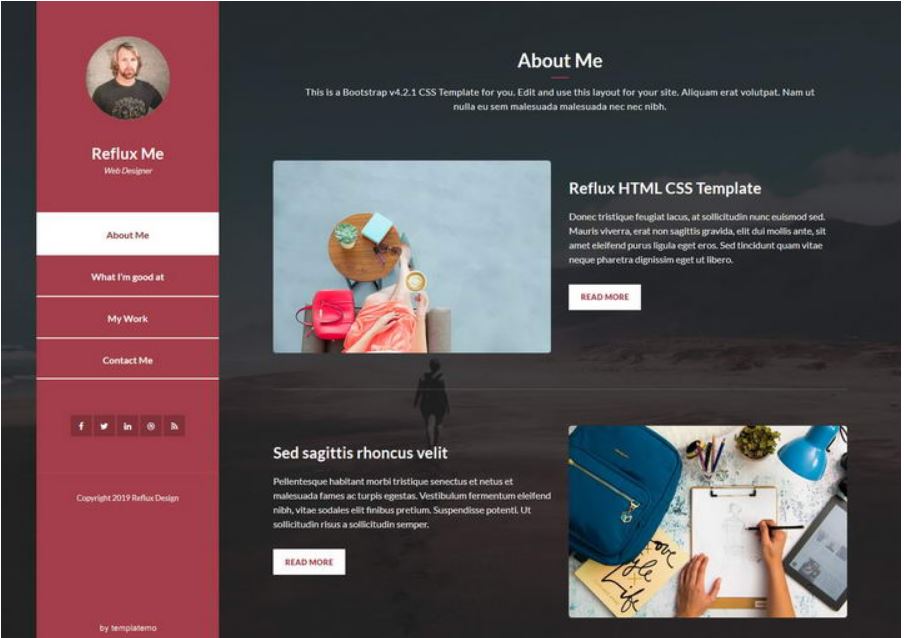 Reflux Me
Web Designer
About Me
What I'm good at
My Work
Contact Me
Copyright 2019 Reflux Design
by templatemo
About Me
This is a Bootstrap v4.2.1 CSS Template for you. Edit and use this layout for your site. Aliquam erat volutpat. Nam ut
nulla eu sem malesuada malesuada nec nec nibh.
Reflux HTML CSS Template
Donec tristique feugiat lacus, at sollicitudin nunc euismod sed.
Mauris viverra, erat non sagittis gravida, elit dui mollis ante, sit
amet eleifend purus ligula eget eros. Sed tincidunt quam vitae
neque pharetra dignissim eget ut libero.
READ MORE
Sed sagittis rhoncus velit
Pellentesque habitant morbi tristique senectus et netus et
malesuada fames ac turpis egestas. Vestibulum fermentum eleifend
nibh, vitae sodales elit finibus pretium. Suspendisse potenti. Ut
sollicitudin risus a sollicitudin semper.
READ MORE